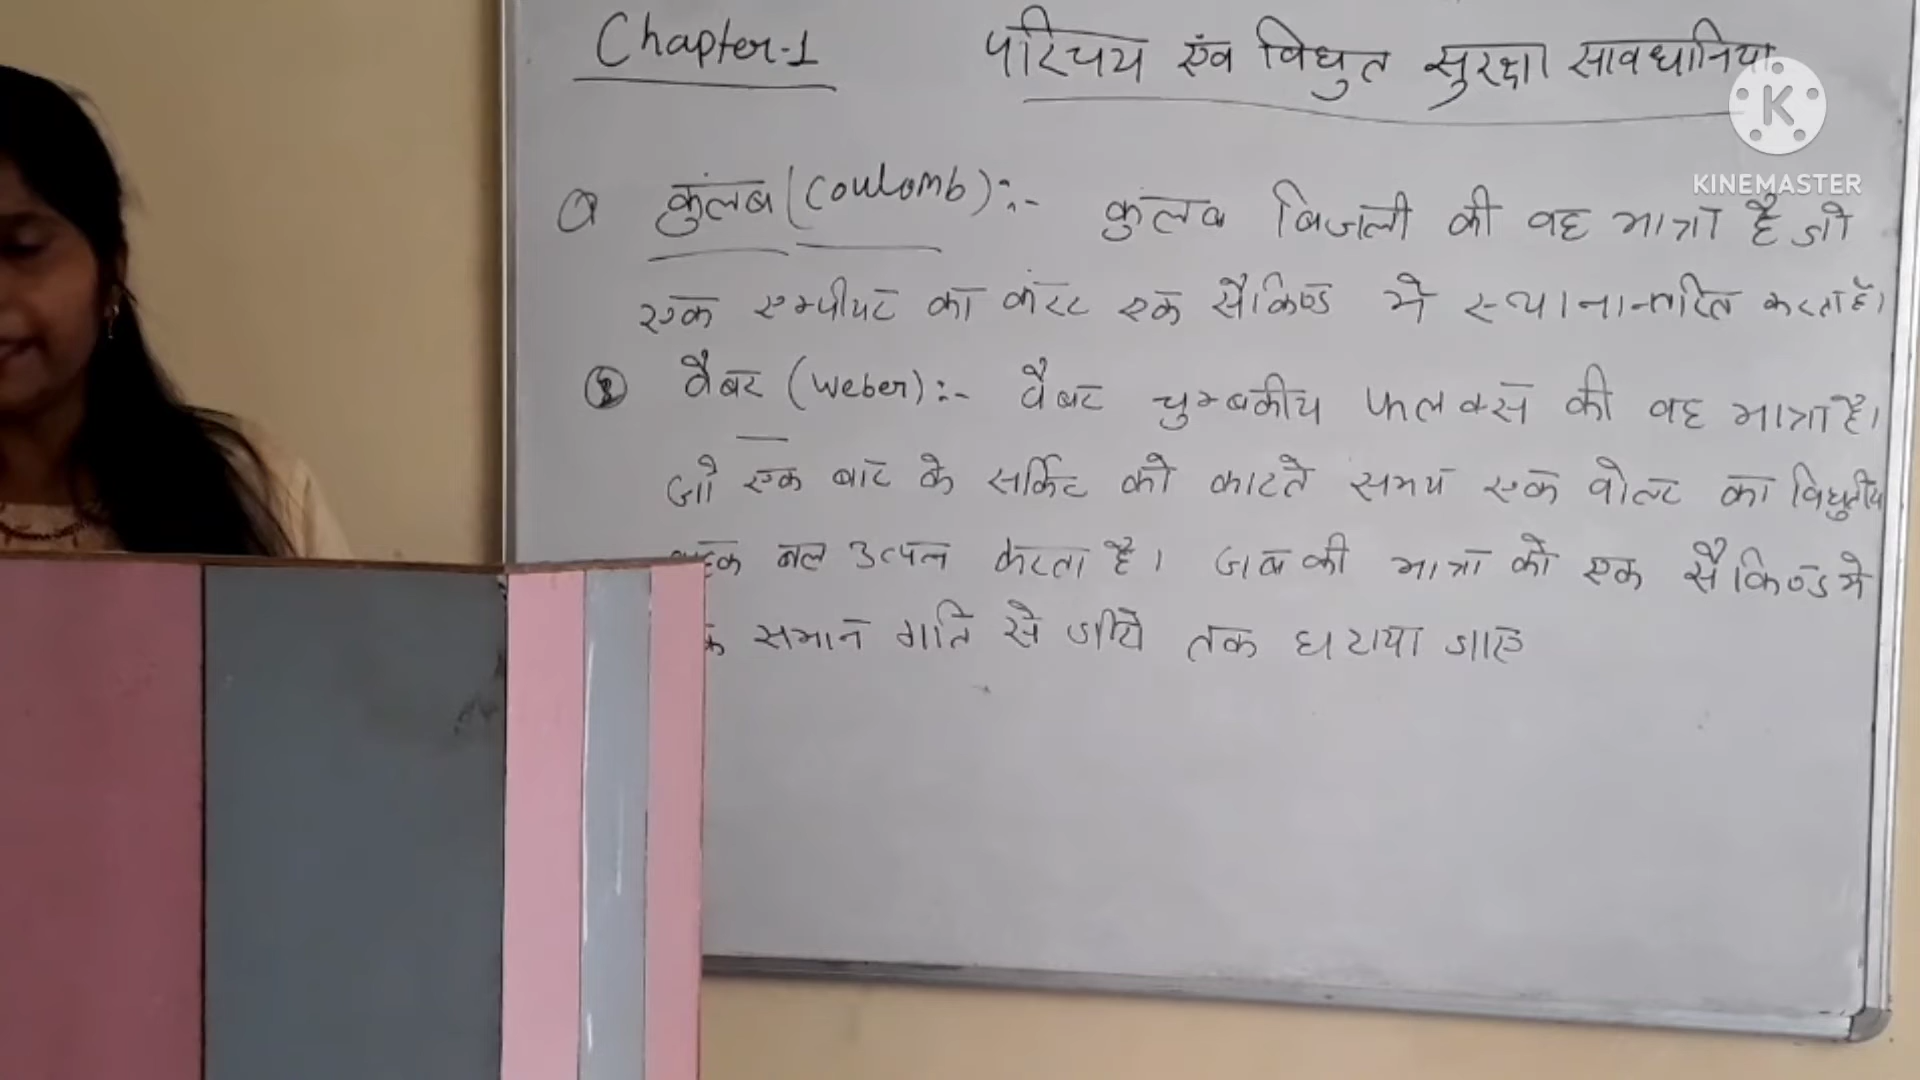 Chapter-1 परिचय एंव विधुत सुरक्षा सावधानिया
KINEMASTER
कुंलब (Coulomb):- कुलंब बिजली की वह मात्रा है जो
एक एम्पीयर का करंट एक सैकिण्ड मे स्थानान्तरित करता है।
② वैबर (Weber):- वैबर चुम्बकीय फलक्स की वह मात्रा है।
जो एक बार के सर्किट को काटते समय एक वोल्ट का विधुतीय
बल उत्पन करता है। जब की मात्रा को एक सैकिण्ड मे
समान गति से जीरो तक घटाया जाए